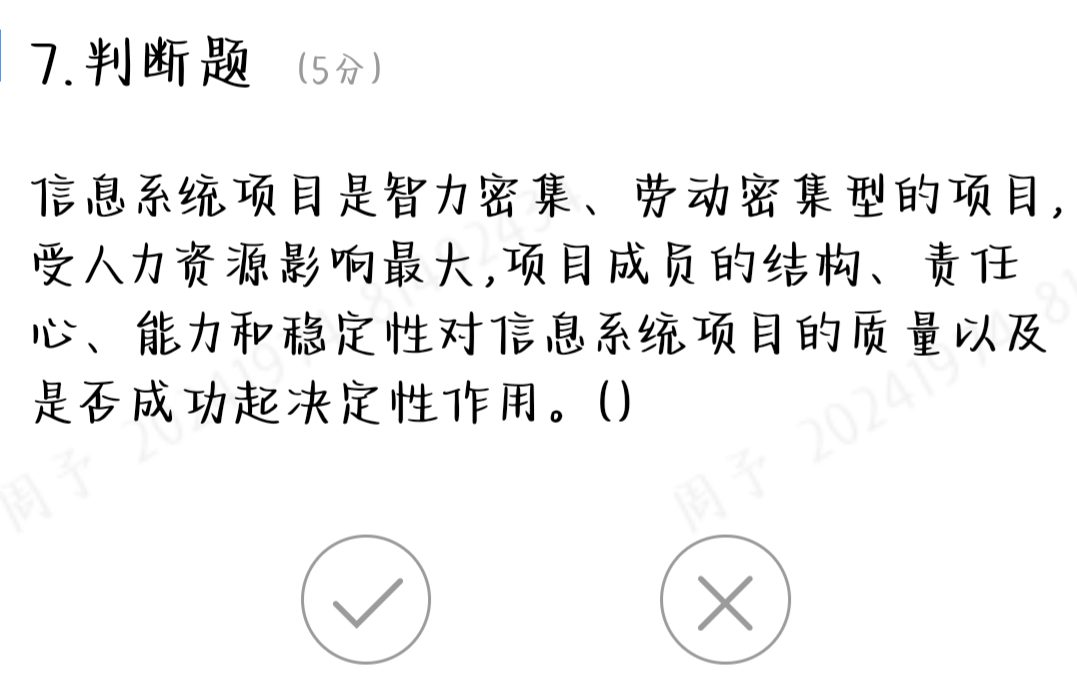 7.判断题 (5分)
信息系统项目是智力密集、劳动密集型的项目,
受人力资源影响最大,项目成员的结构、责任
心、能力和稳定性对信息系统项目的质量以及
是否成功起决定性作用。()